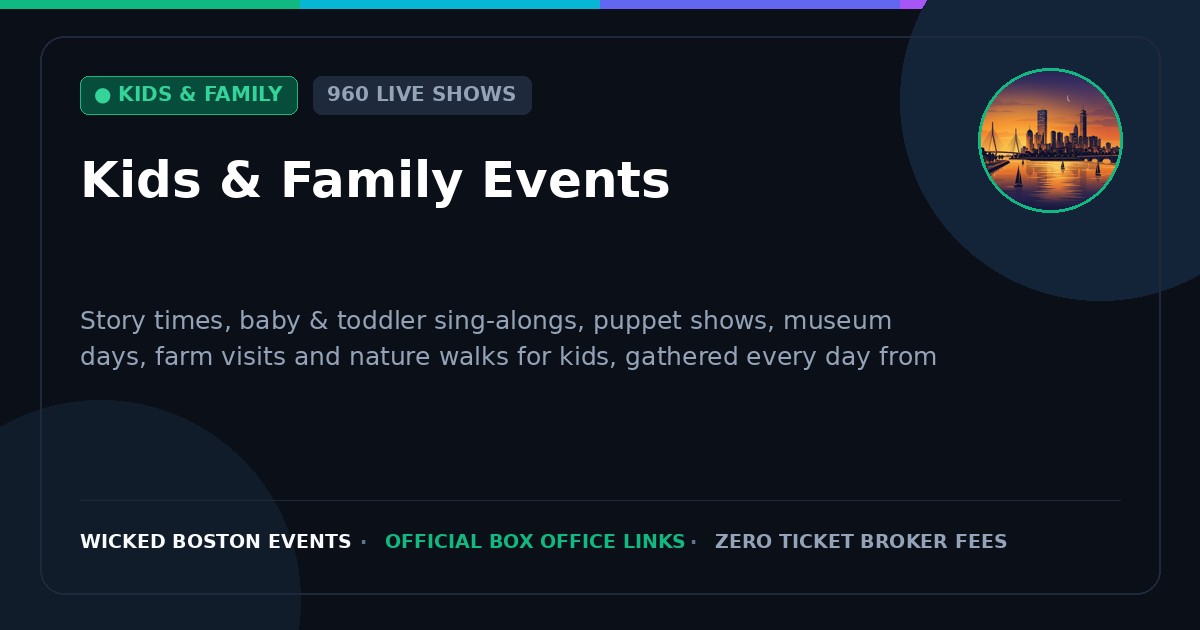 KIDS & FAMILY
960 LIVE SHOWS
Kids & Family Events
Story times, baby & toddler sing-alongs, puppet shows, museum
days, farm visits and nature walks for kids, gathered every day from
WICKED BOSTON EVENTS · OFFICIAL BOX OFFICE LINKS · ZERO TICKET BROKER FEES